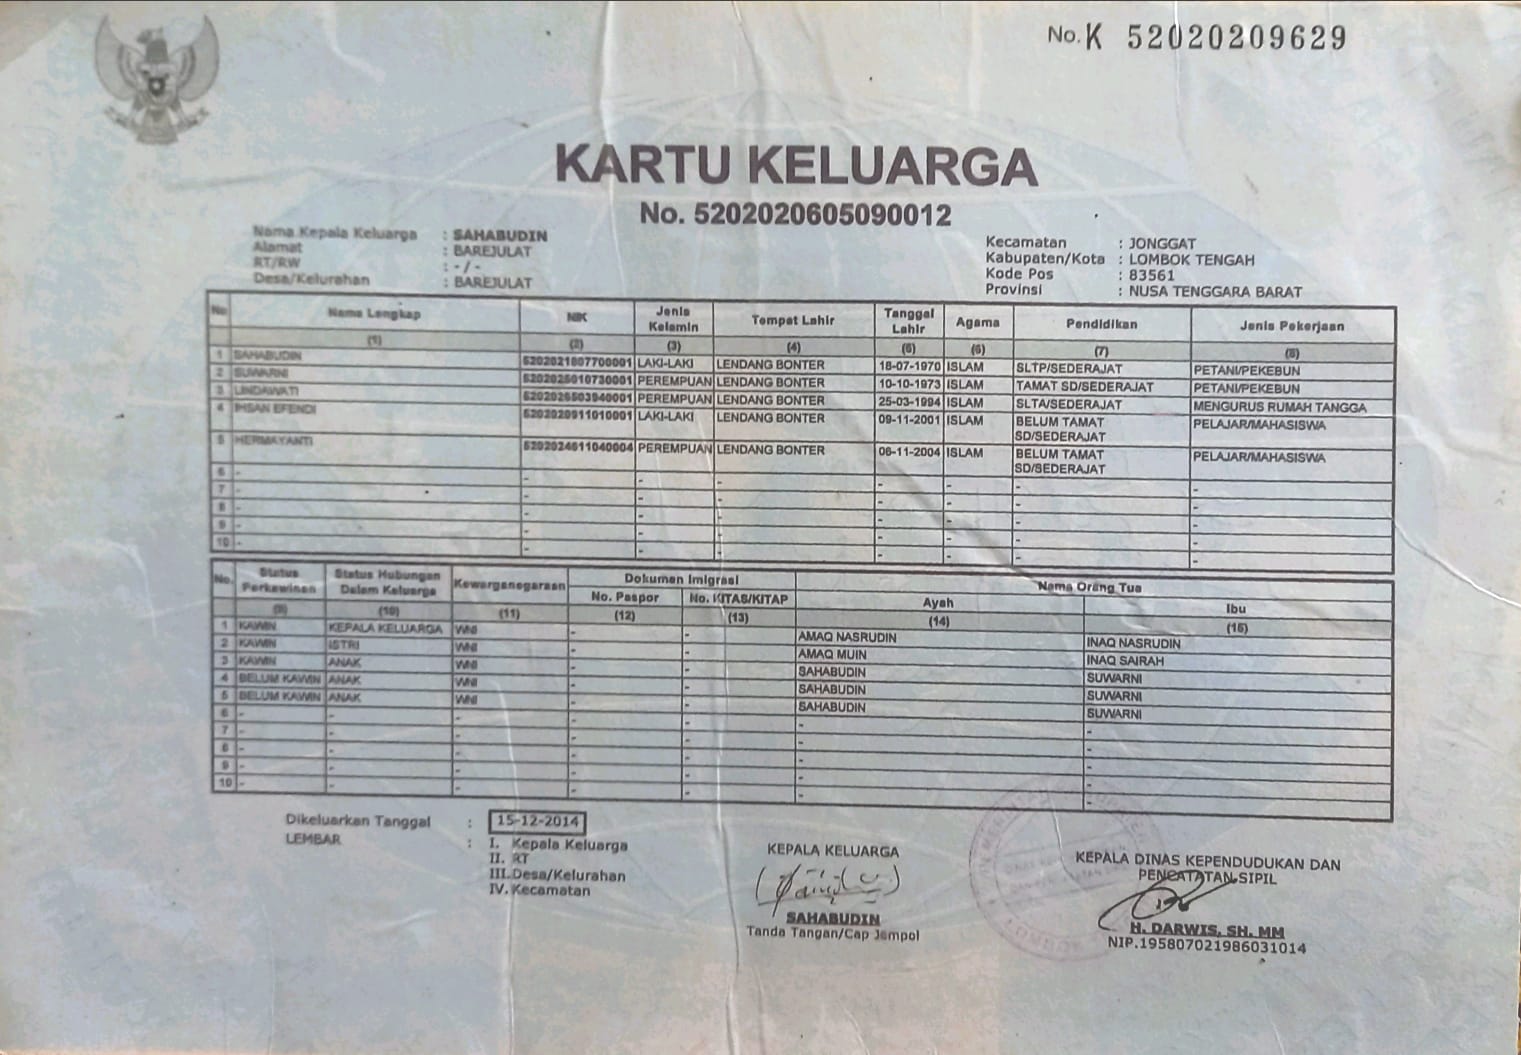 No. K 52020209629
KARTU KELUARGA
No. 5202020605090012
Nama Kepala Keluarga : SAHABUDIN
Alamat : BAREJULAT
RT/RW : - / -
Desa/Kelurahan : BAREJULAT
Kecamatan : JONGGAT
Kabupaten/Kota : LOMBOK TENGAH
Kode Pos : 83561
Provinsi : NUSA TENGGARA BARAT
No Nama Lengkap NIK Jenis Kelamin Tempat Lahir Tanggal Lahir Agama Pendidikan Jenis Pekerjaan
(1) (2) (3) (4) (5) (6) (7) (8)
1 SAHABUDIN 5202021807700001 LAKI-LAKI LENDANG BONTER 18-07-1970 ISLAM SLTP/SEDERAJAT PETANI/PEKEBUN
2 SUWARNI 5202025010730001 PEREMPUAN LENDANG BONTER 10-10-1973 ISLAM TAMAT SD/SEDERAJAT PETANI/PEKEBUN
3 LINDAWATI 5202026503940001 PEREMPUAN LENDANG BONTER 25-03-1994 ISLAM SLTA/SEDERAJAT MENGURUS RUMAH TANGGA
4 IHSAN EFENDI 5202020911010001 LAKI-LAKI LENDANG BONTER 09-11-2001 ISLAM BELUM TAMAT SD/SEDERAJAT PELAJAR/MAHASISWA
5 HERMAYANTI 5202024611040004 PEREMPUAN LENDANG BONTER 06-11-2004 ISLAM BELUM TAMAT SD/SEDERAJAT PELAJAR/MAHASISWA
6 - - - - - - - -
7 - - - - - - - -
8 - - - - - - - -
9 - - - - - - - -
10 - - - - - - - -
No. Status Perkawinan Status Hubungan Dalam Keluarga Kewarganegaraan Dokumen Imigrasi Nama Orang Tua
No. Paspor No. KITAS/KITAP Ayah Ibu
(9) (10) (11) (12) (13) (14) (15)
1 KAWIN KEPALA KELUARGA WNI - - AMAQ NASRUDIN INAQ NASRUDIN
2 KAWIN ISTRI WNI - - AMAQ MUIN INAQ SAIRAH
3 KAWIN ANAK WNI - - SAHABUDIN SUWARNI
4 BELUM KAWIN ANAK WNI - - SAHABUDIN SUWARNI
5 BELUM KAWIN ANAK WNI - - SAHABUDIN SUWARNI
6 - - - - - - -
7 - - - - - - -
8 - - - - - - -
9 - - - - - - -
10 - - - - - - -
Dikeluarkan Tanggal : 15-12-2014
LEMBAR : I. Kepala Keluarga
II. RT
III. Desa/Kelurahan
IV. Kecamatan
KEPALA KELUARGA
SAHABUDIN
Tanda Tangan/Cap Jempol
KEPALA DINAS KEPENDUDUKAN DAN
PENCATATAN SIPIL
H. DARWIS, SH. MM
NIP.195807021986031014